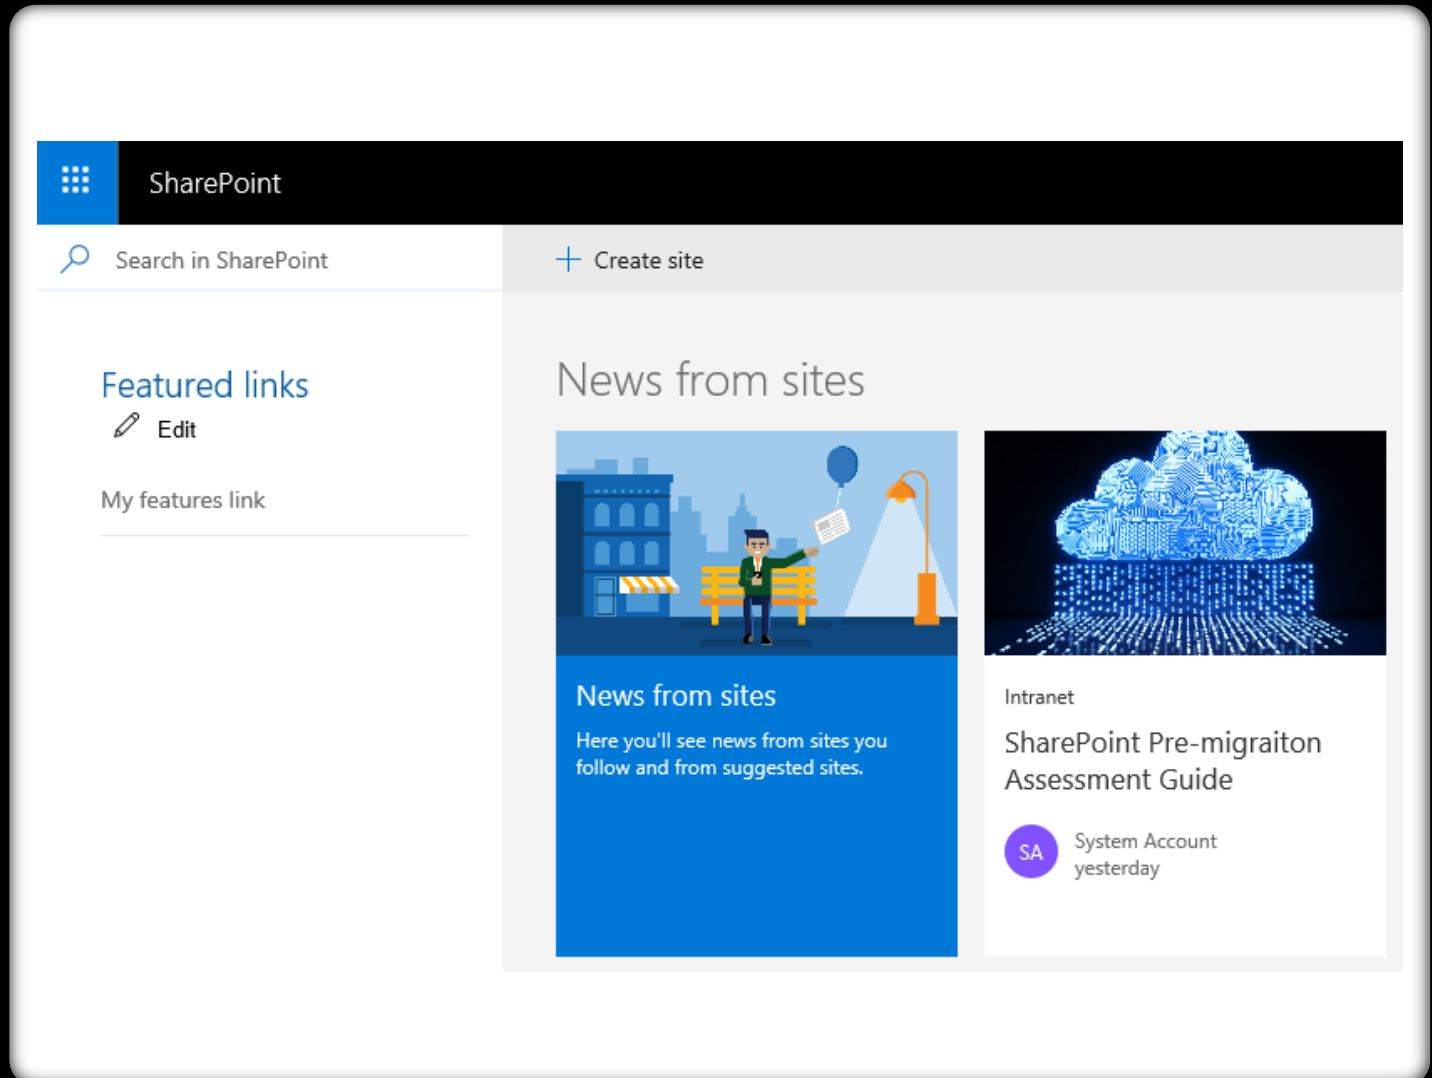 SharePoint
Search in SharePoint
Create site
Featured links
Edit
My features link
News from sites
News from sites
Here you'll see news from sites you
follow and from suggested sites.
Intranet
SharePoint Pre-migraiton
Assessment Guide
SA
System Account
yesterday